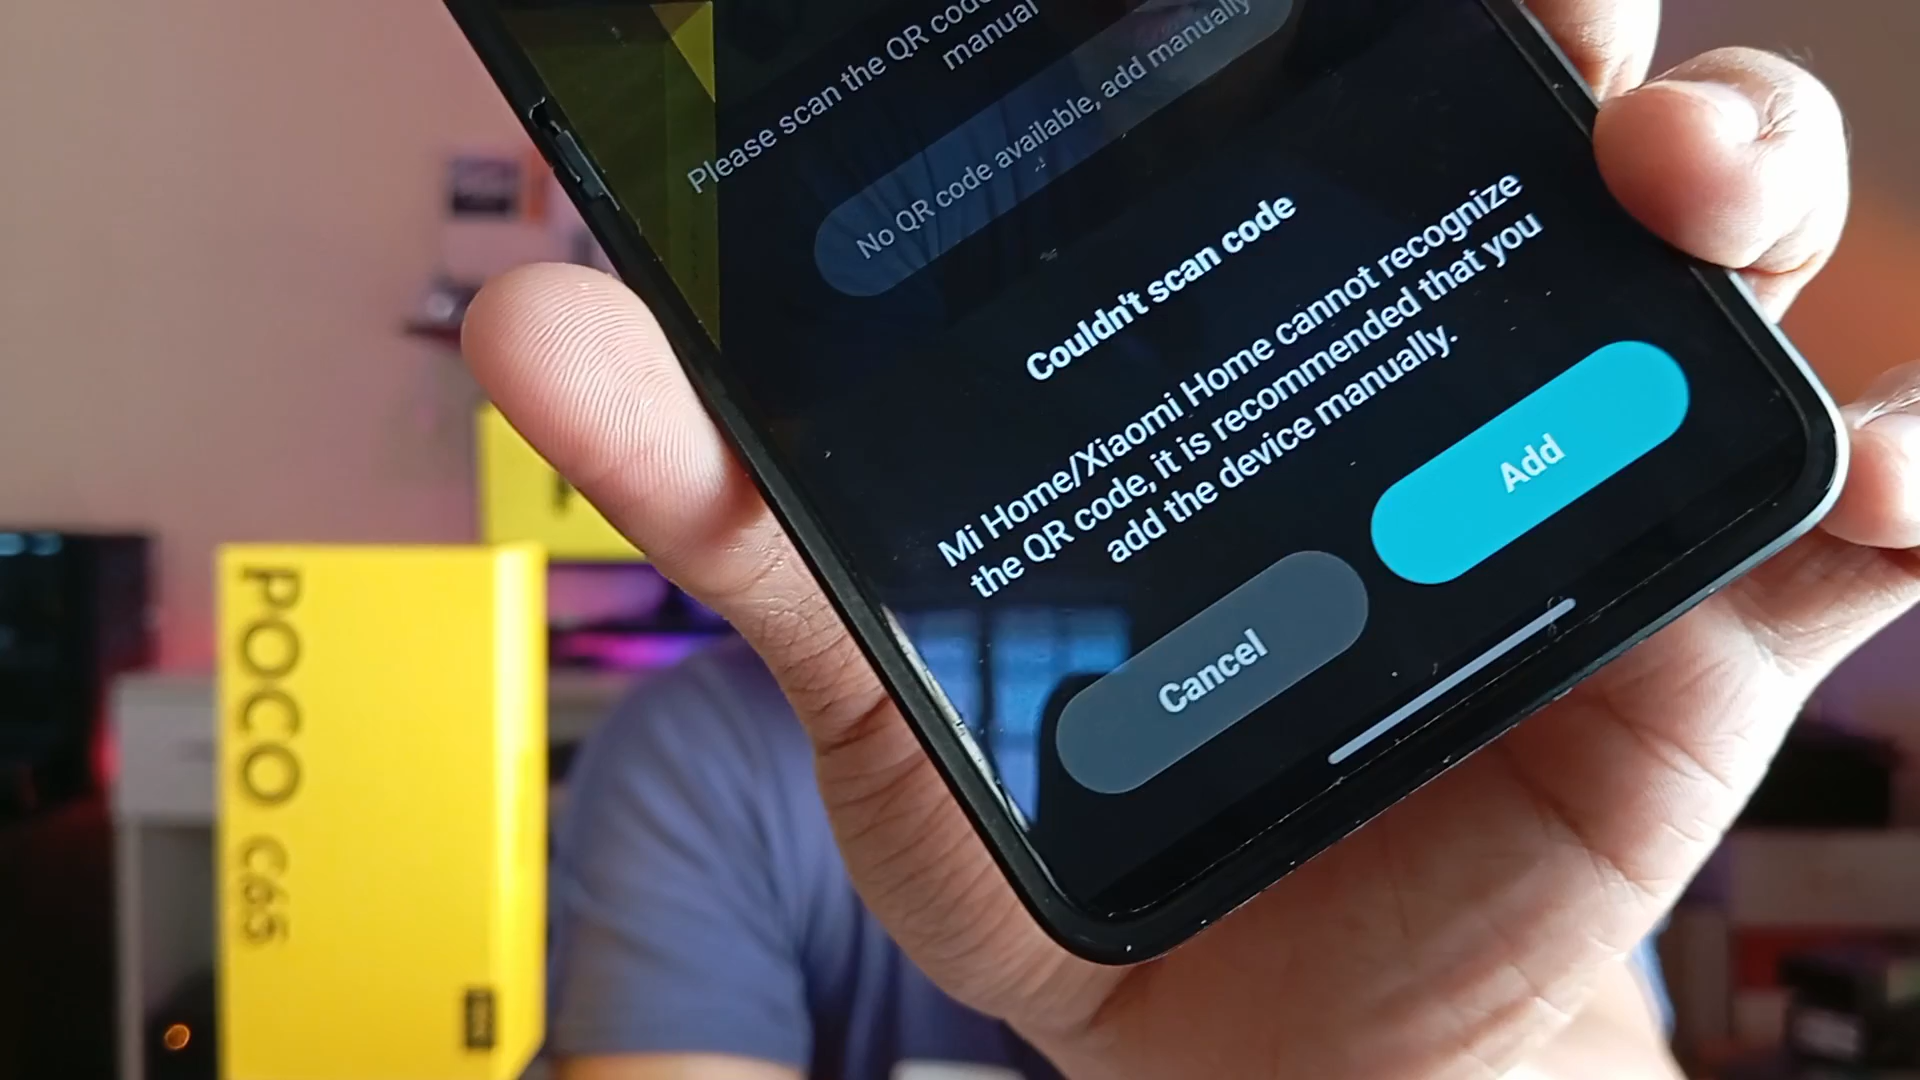 Please scan the QR code
manual
No QR code available, add manually
Couldn't scan code
Mi Home/Xiaomi Home cannot recognize
the QR code, it is recommended that you
add the device manually.
Cancel
Add
POCO C65